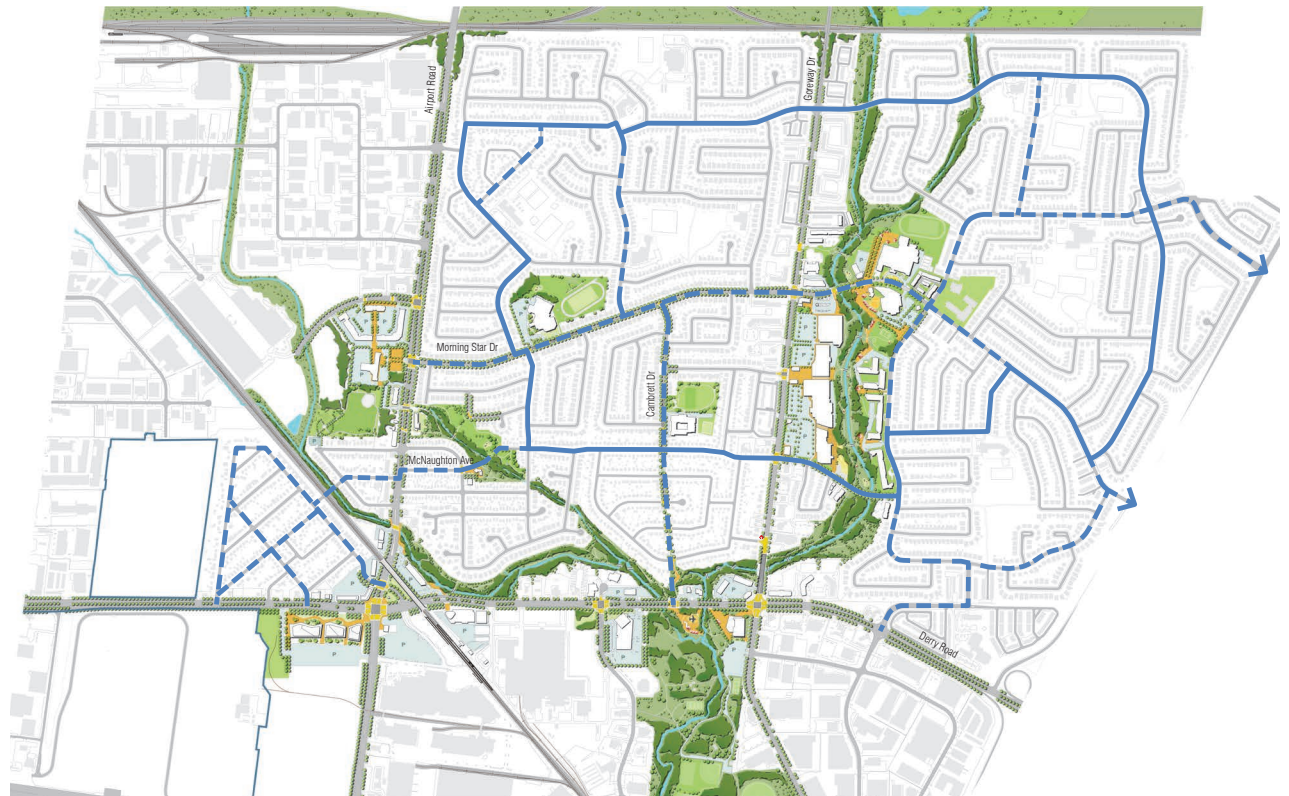 Airport Road
Goreway Dr
Morning Star Dr
Cambrett Dr
McNaughton Ave
Derry Road